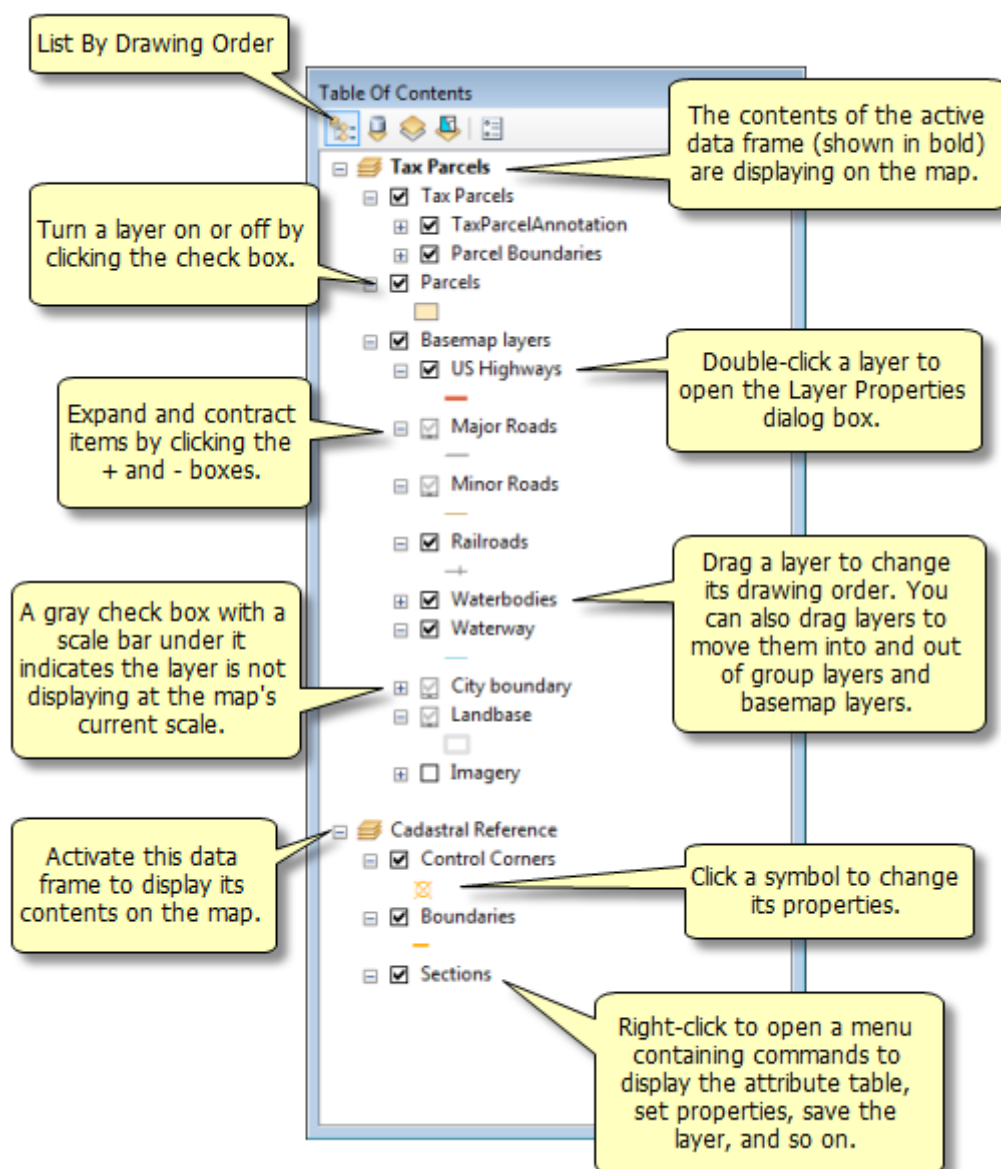 List By Drawing Order
Table Of Contents
The contents of the active
data frame (shown in bold)
are displaying on the map.
Tax Parcels
Tax Parcels
TaxParcelAnnotation
Parcel Boundaries
Turn a layer on or off by
clicking the check box.
Parcels
Basemap layers
US Highways
Double-click a layer to
open the Layer Properties
dialog box.
Expand and contract
items by clicking the
+ and - boxes.
Major Roads
Minor Roads
Railroads
Drag a layer to change
its drawing order. You
can also drag layers to
move them into and out
of group layers and
basemap layers.
Waterbodies
Waterway
A gray check box with a
scale bar under it
indicates the layer is not
displaying at the map's
current scale.
City boundary
Landbase
Imagery
Cadastral Reference
Activate this data
frame to display its
contents on the map.
Control Corners
Click a symbol to change
its properties.
Boundaries
Sections
Right-click to open a menu
containing commands to
display the attribute table,
set properties, save the
layer, and so on.